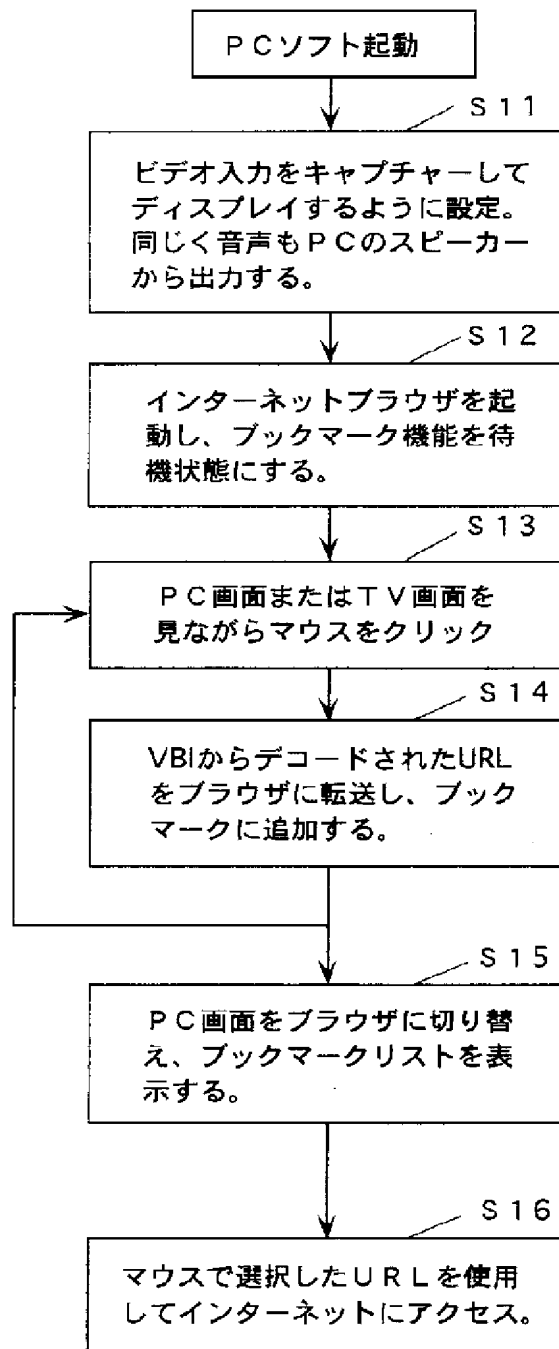 PCソフト起動
S11
ビデオ入力をキャプチャーして
ディスプレイするように設定。
同じく音声もPCのスピーカー
から出力する。
S12
インターネットブラウザを起
動し、ブックマーク機能を待
機状態にする。
S13
PC画面またはTV画面を
見ながらマウスをクリック
S14
VBIからデコードされたURL
をブラウザに転送し、ブック
マークに追加する。
S15
PC画面をブラウザに切り替
え、ブックマークリストを表
示する。
S16
マウスで選択したURLを使用
してインターネットにアクセス。